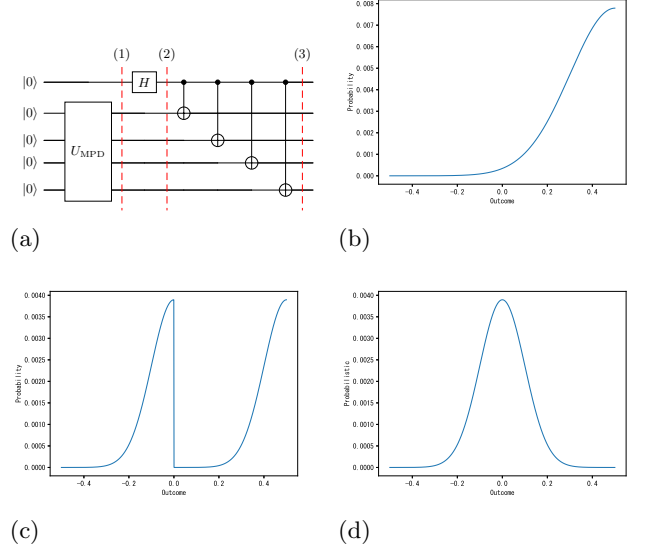 (1) (2) (3)
|0⟩ H
|0⟩
|0⟩
U_MPD
|0⟩
|0⟩
(a)
0.008
0.007
0.006
0.005
0.004
0.003
0.002
0.001
0.000
Probability
−0.4 −0.2 0.0 0.2 0.4
Outcome
(b)
0.0040
0.0035
0.0030
0.0025
0.0020
0.0015
0.0010
0.0005
0.0000
Probability
−0.4 −0.2 0.0 0.2 0.4
Outcome
(c)
0.0040
0.0035
0.0030
0.0025
0.0020
0.0015
0.0010
0.0005
0.0000
Probabilistic
−0.4 −0.2 0.0 0.2 0.4
Outcome
(d)